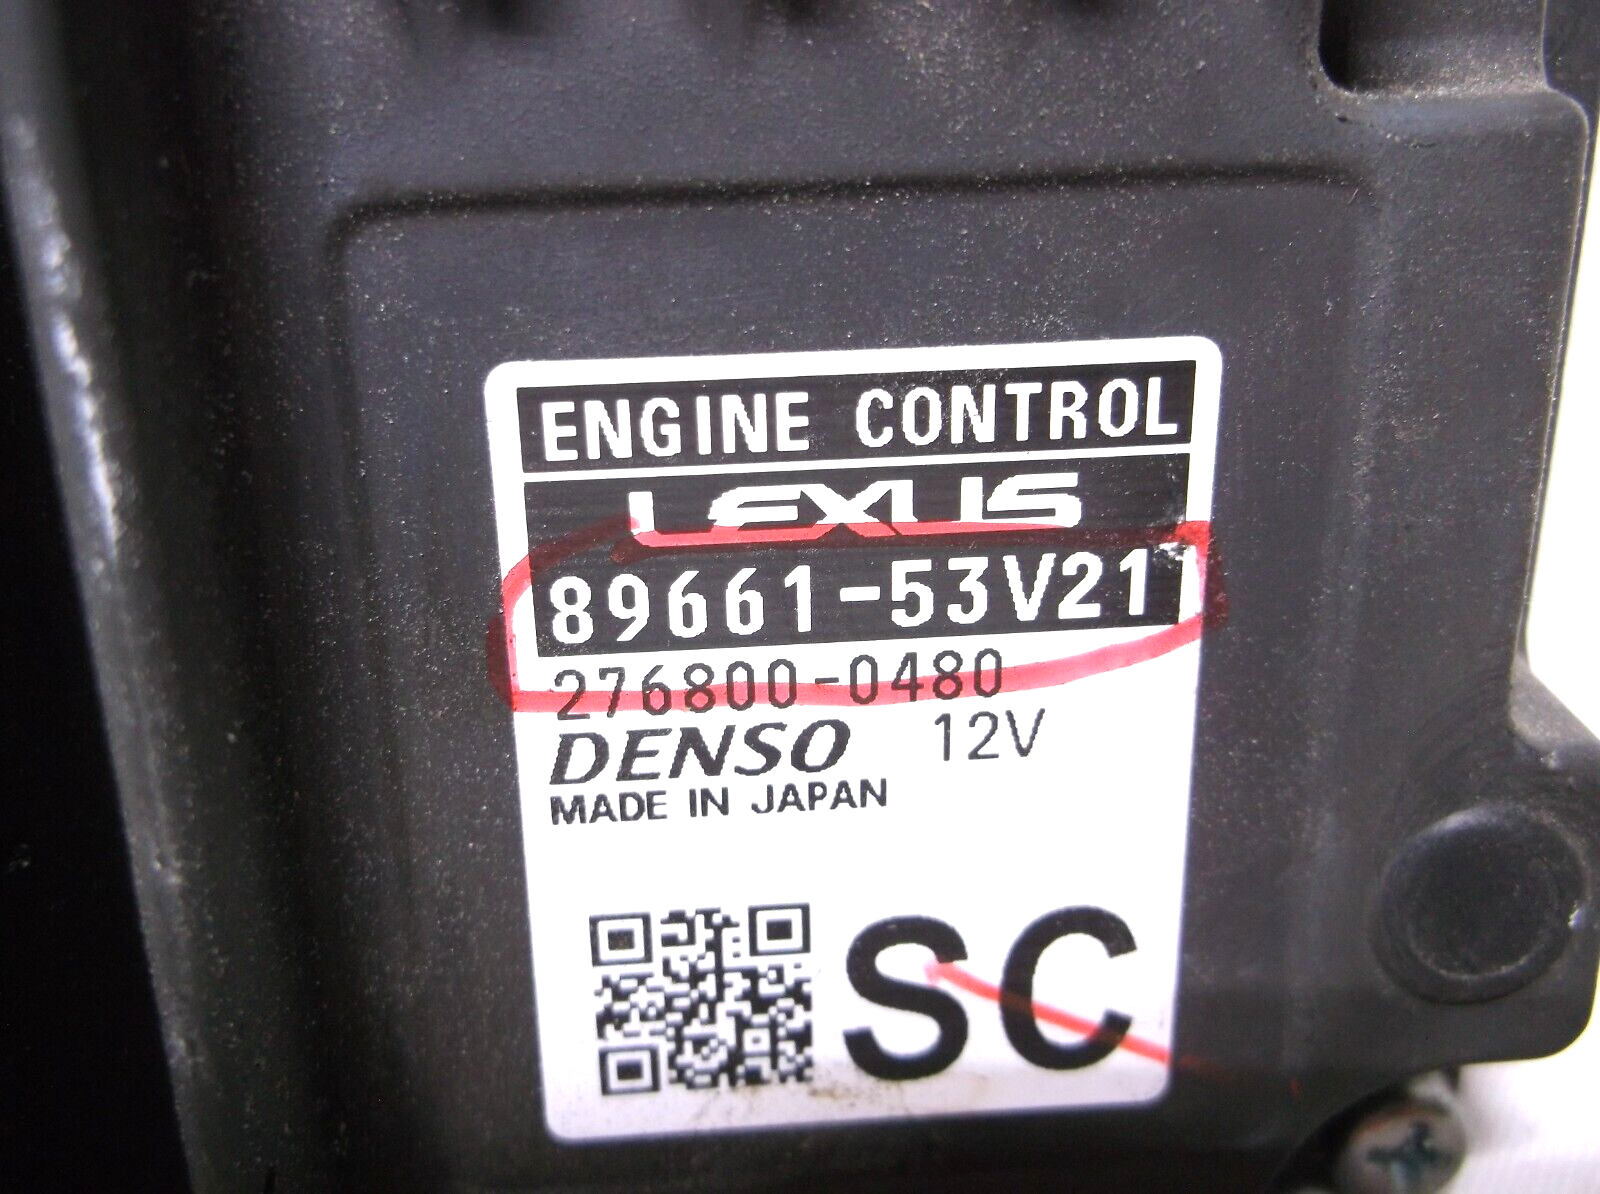 ENGINE CONTROL
LEXUS
89661-53V21
276800-0480
DENSO 12V
MADE IN JAPAN
SC